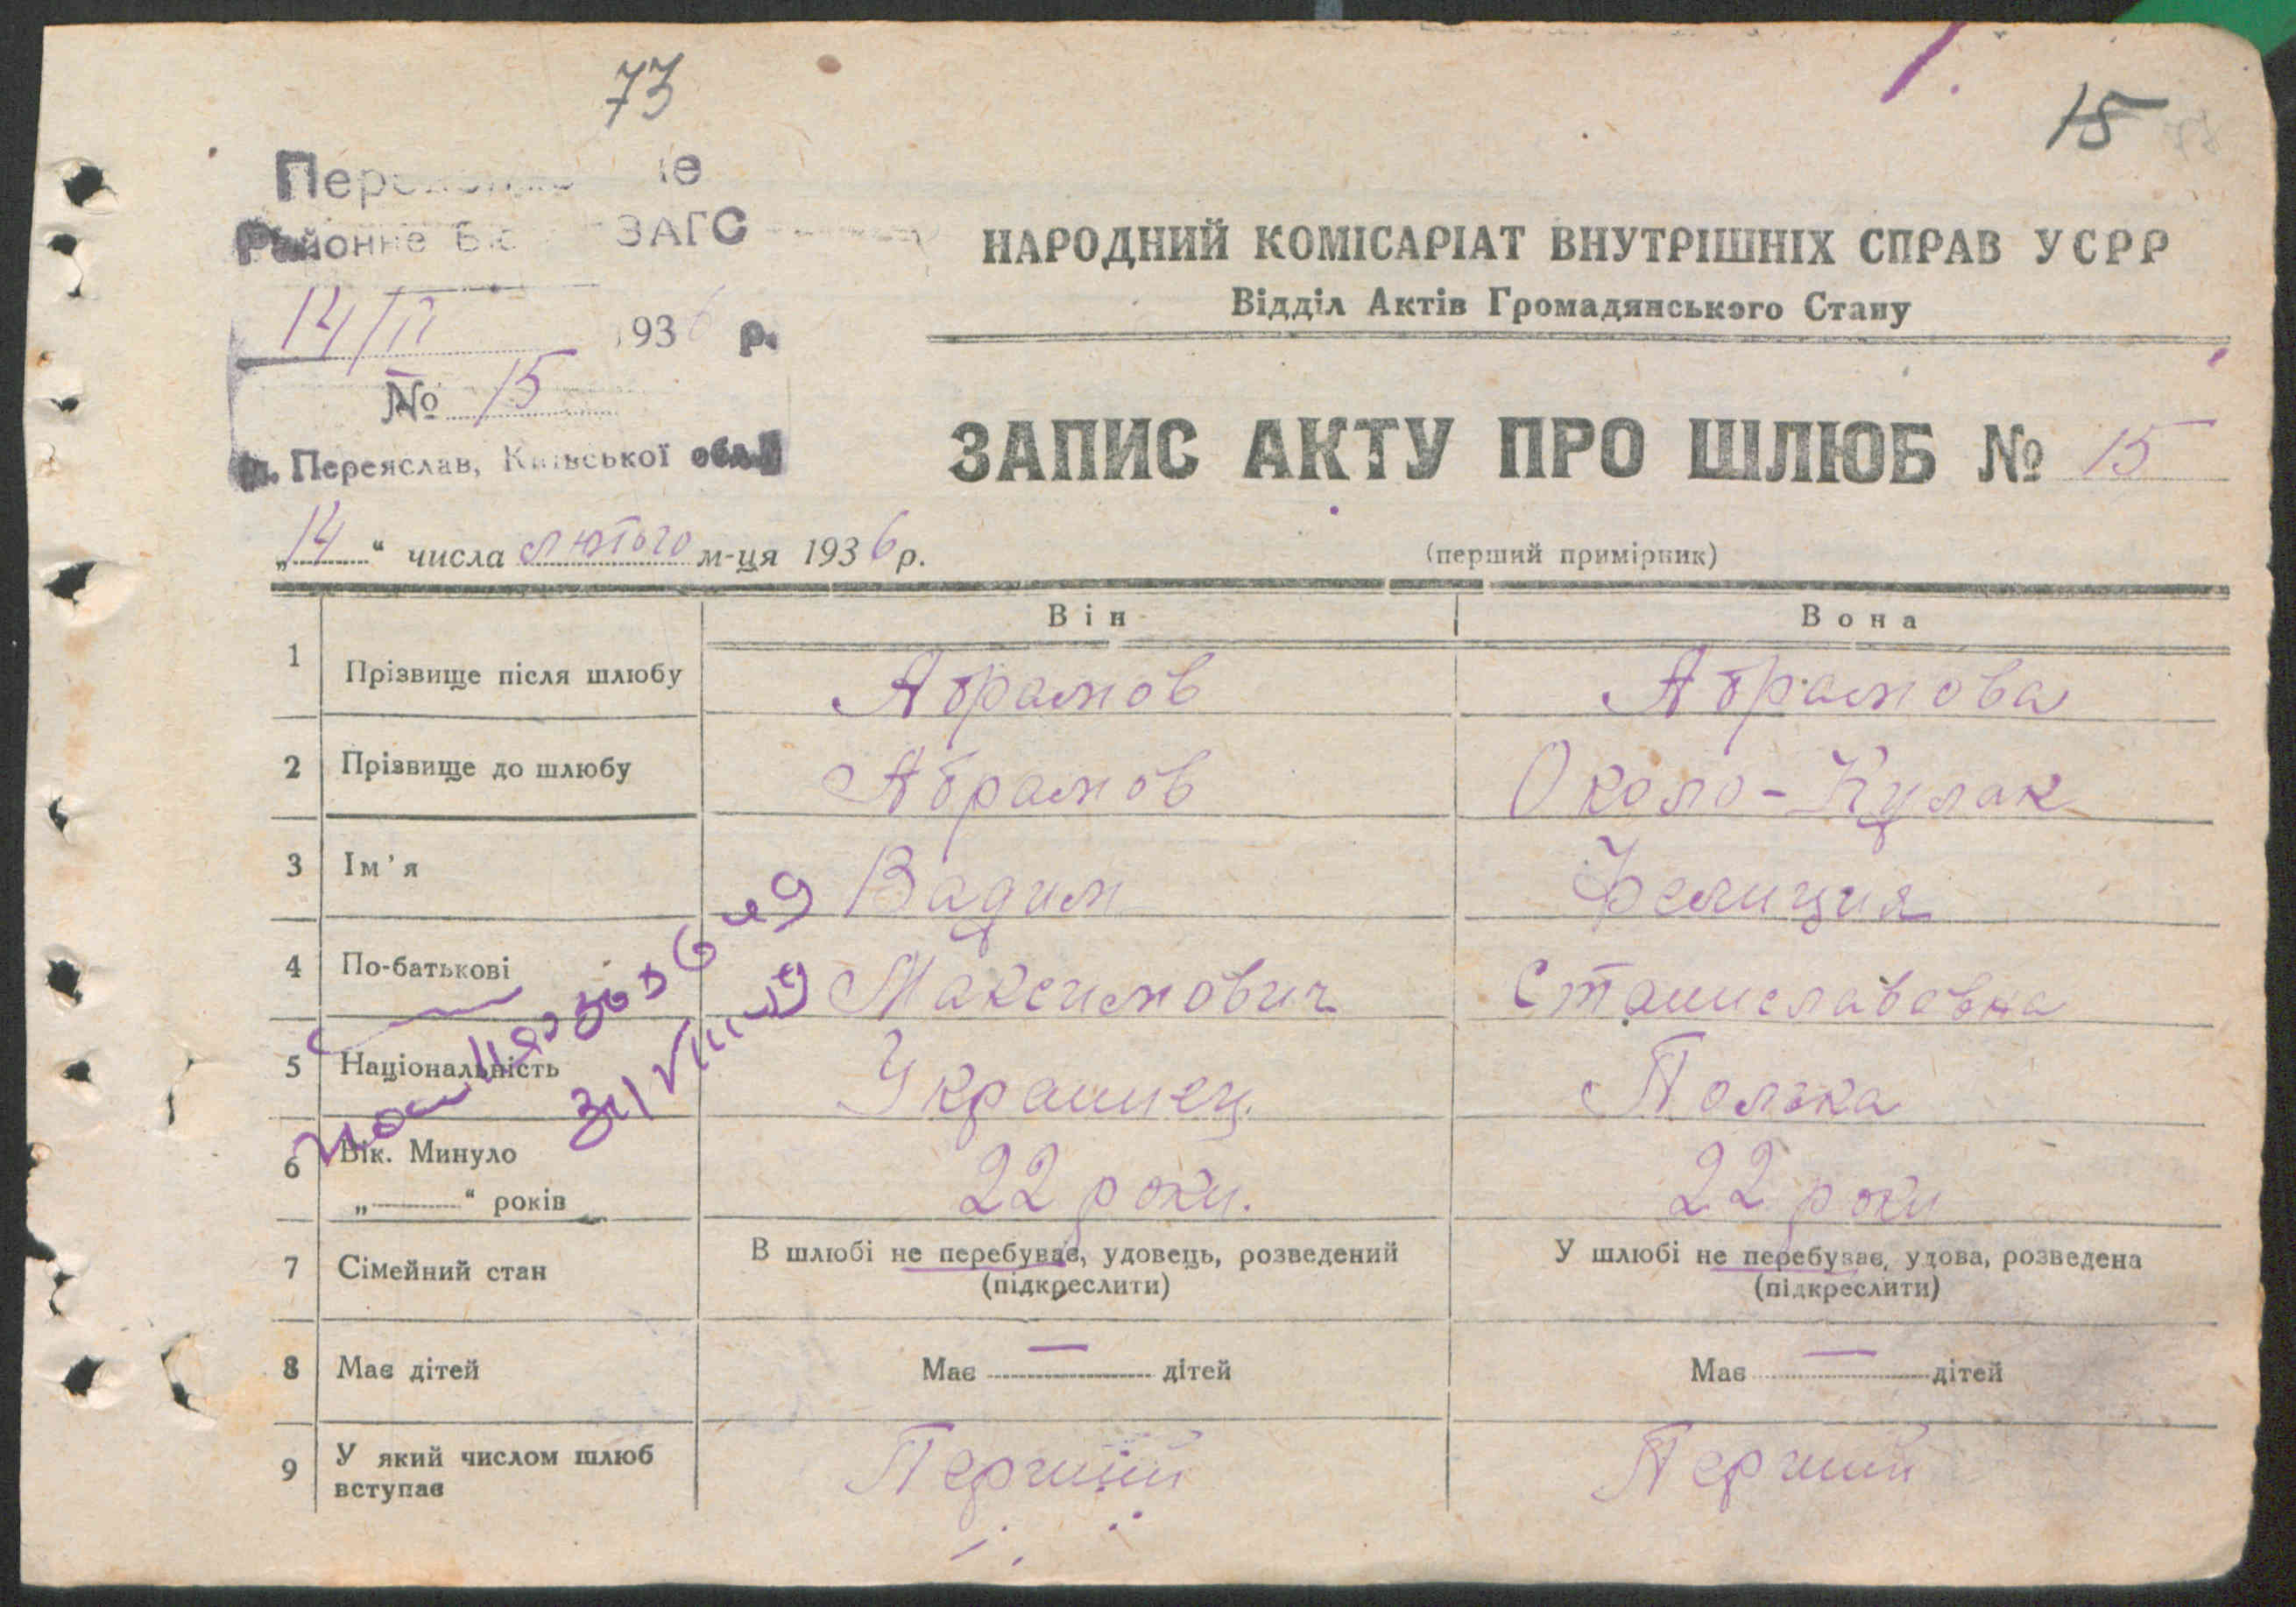 73
15
Районне ЗАГС
14/II 1936 р.
№ 15
м. Переяслав, Київської обл.
НАРОДНИЙ КОМІСАРІАТ ВНУТРІШНІХ СПРАВ УСРР
Відділ Актів Громадянського Стану
ЗАПИС АКТУ ПРО ШЛЮБ № 15
„14“ числа лютого м-ця 1936 р.
(перший примірник)
Він Вона
1 Прізвище після шлюбу Абрамов Абрамова
2 Прізвище до шлюбу Абрамов Около-Кулак
3 Ім'я Вадим Фелиция
4 По-батькові Максимович Станиславовна
5 Національність Украинец. Полька
6 Вік. Минуло
„ “ років 22 роки. 22 роки
7 Сімейний стан В шлюбі не перебуває, удовець, розведений У шлюбі не перебуває, удова, розведена
(підкреслити) (підкреслити)
8 Має дітей Має — дітей Має — дітей
9 У який числом шлюб
вступає Перший Перший